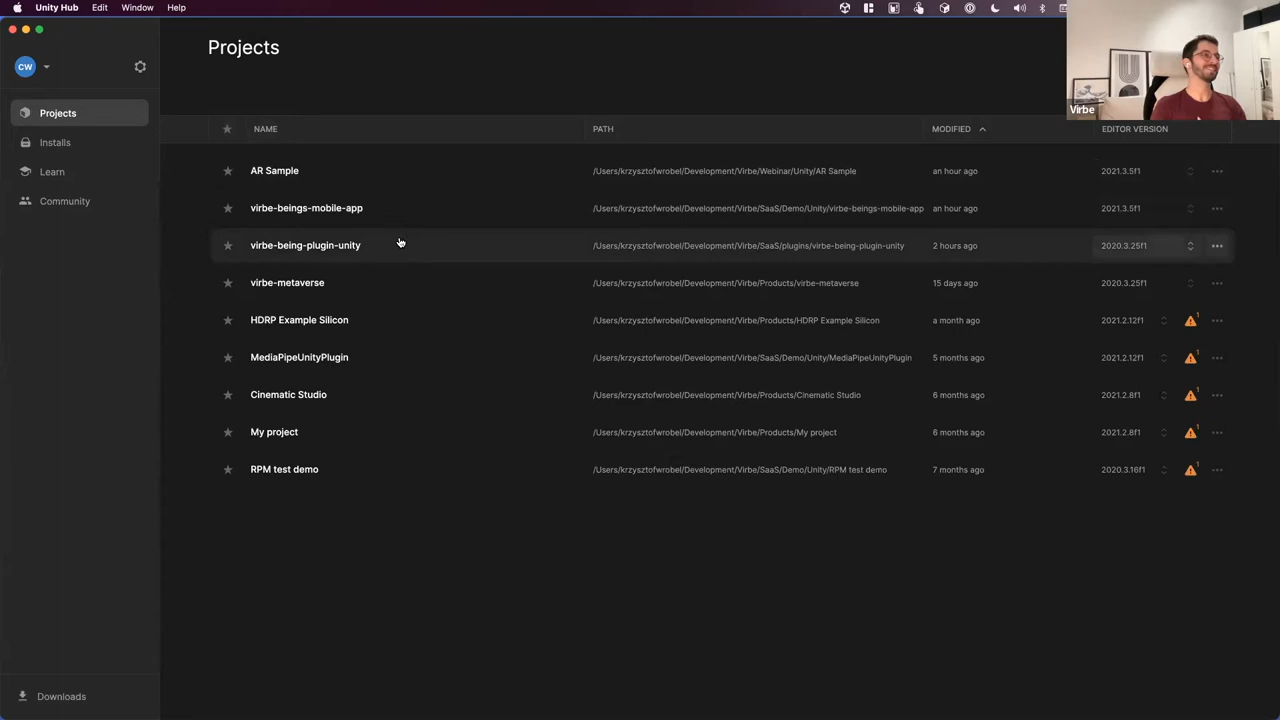 Unity Hub Edit Window Help
Virbe
CW
Projects
Installs
Learn
Community
Downloads
Projects
NAME PATH MODIFIED EDITOR VERSION
AR Sample /Users/krzysztofwrobel/Development/Virbe/Webinar/Unity/AR Sample an hour ago 2021.3.5f1
virbe-beings-mobile-app /Users/krzysztofwrobel/Development/Virbe/SaaS/Demo/Unity/virbe-beings-mobile-app an hour ago 2021.3.5f1
virbe-being-plugin-unity /Users/krzysztofwrobel/Development/Virbe/SaaS/plugins/virbe-being-plugin-unity 2 hours ago 2020.3.25f1
virbe-metaverse /Users/krzysztofwrobel/Development/Virbe/Products/virbe-metaverse 15 days ago 2020.3.25f1
HDRP Example Silicon /Users/krzysztofwrobel/Development/Virbe/Products/HDRP Example Silicon a month ago 2021.2.12f1 1
MediaPipeUnityPlugin /Users/krzysztofwrobel/Development/Virbe/SaaS/Demo/Unity/MediaPipeUnityPlugin 5 months ago 2021.2.12f1 1
Cinematic Studio /Users/krzysztofwrobel/Development/Virbe/Products/Cinematic Studio 6 months ago 2021.2.8f1 1
My project /Users/krzysztofwrobel/Development/Virbe/Products/My project 6 months ago 2021.2.8f1 1
RPM test demo /Users/krzysztofwrobel/Development/Virbe/SaaS/Demo/Unity/RPM test demo 7 months ago 2020.3.16f1 1